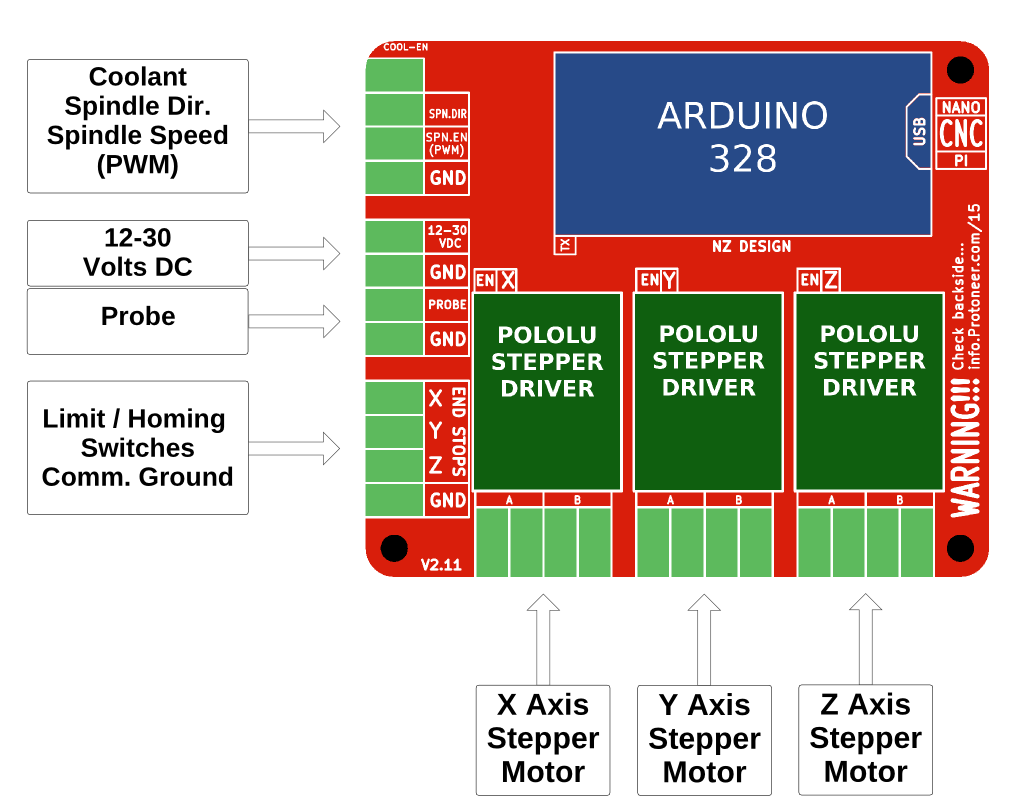 COOL-EN
Coolant
Spindle Dir.
Spindle Speed
(PWM)
SPN.DIR
SPN.EN
(PWM)
GND
ARDUINO
328
USB
NANO
CNC
PI
TX
NZ DESIGN
12-30
Volts DC
12-30
VDC
GND
Probe
PROBE
GND
Limit / Homing
Switches
Comm. Ground
X
Y
Z
END STOPS
GND
EN X
EN Y
EN Z
POLOLU
STEPPER
DRIVER
POLOLU
STEPPER
DRIVER
POLOLU
STEPPER
DRIVER
A B
A B
A B
WARNING!!!
Check backside...
info.Protoneer.com/15
V2.11
X Axis
Stepper
Motor
Y Axis
Stepper
Motor
Z Axis
Stepper
Motor